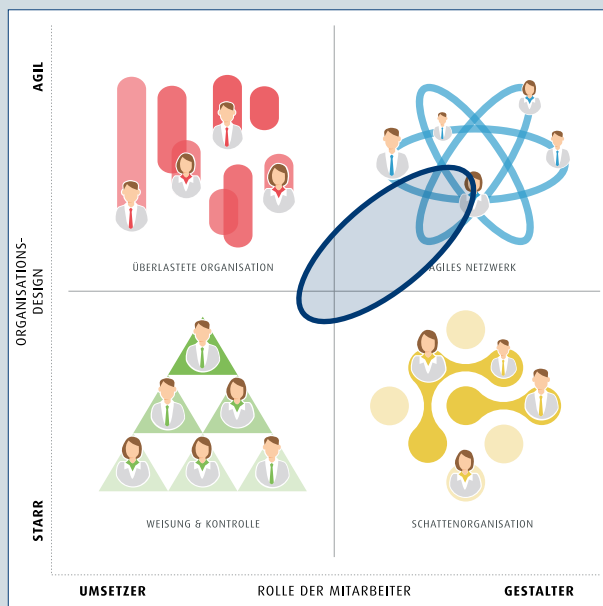 AGIL
ORGANISATIONS-
DESIGN
STARR
ÜBERLASTETE ORGANISATION
AGILES NETZWERK
WEISUNG & KONTROLLE
SCHATTENORGANISATION
UMSETZER
ROLLE DER MITARBEITER
GESTALTER